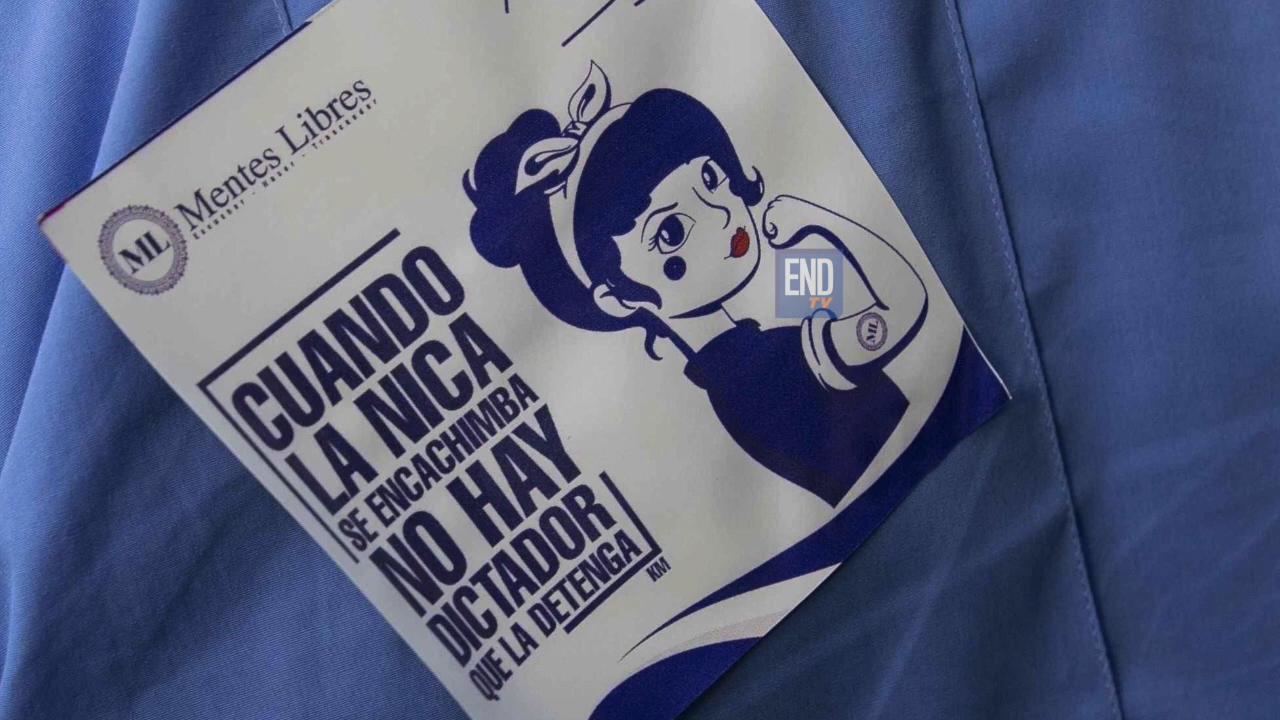 ML
Mentes Libres
CUANDO
LA NICA
SE ENCACHIMBA
NO HAY
DICTADOR
QUE LA DETENGA
KM
END
TV
ML